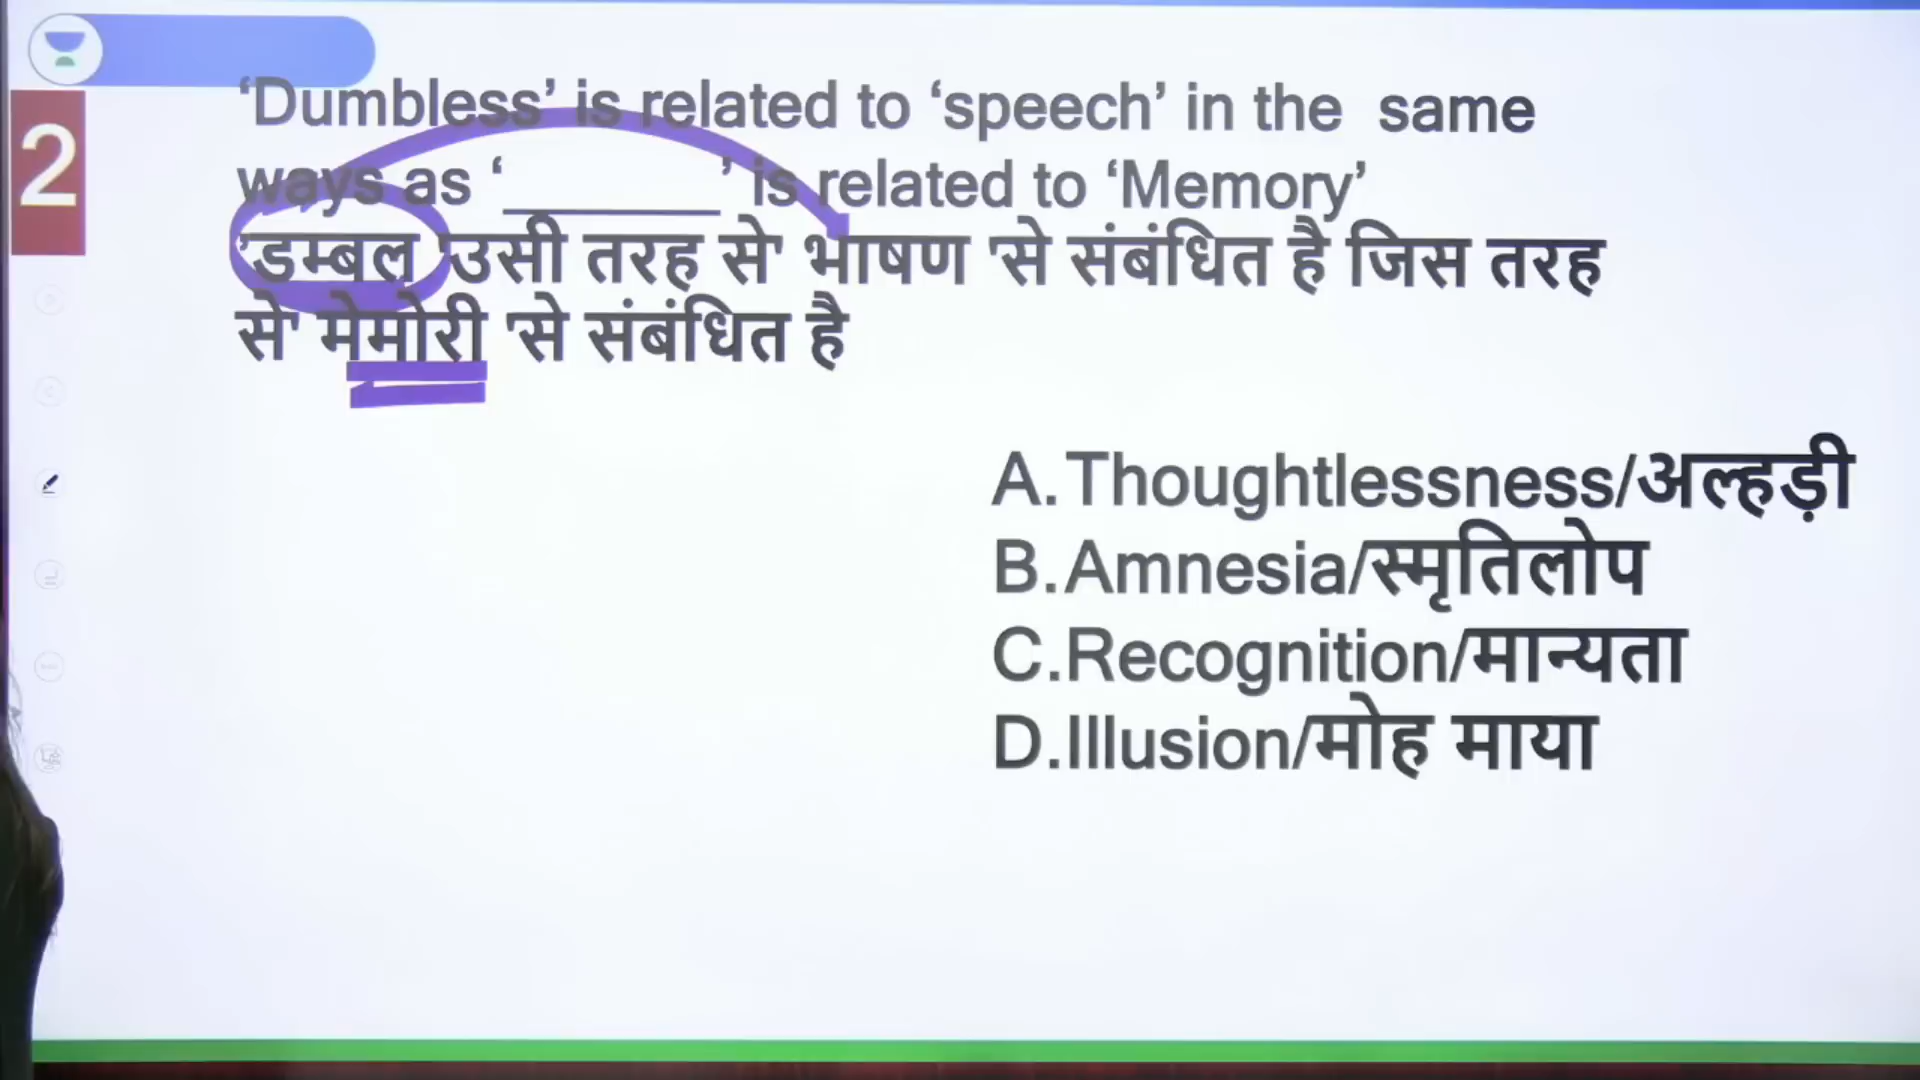 2
‘Dumbless’ is related to ‘speech’ in the same
ways as ‘________’ is related to ‘Memory’
'डम्बल 'उसी तरह से' भाषण 'से संबंधित है जिस तरह
से' मेमोरी 'से संबंधित है
A.Thoughtlessness/अल्हड़ी
B.Amnesia/स्मृतिलोप
C.Recognition/मान्यता
D.Illusion/मोह माया